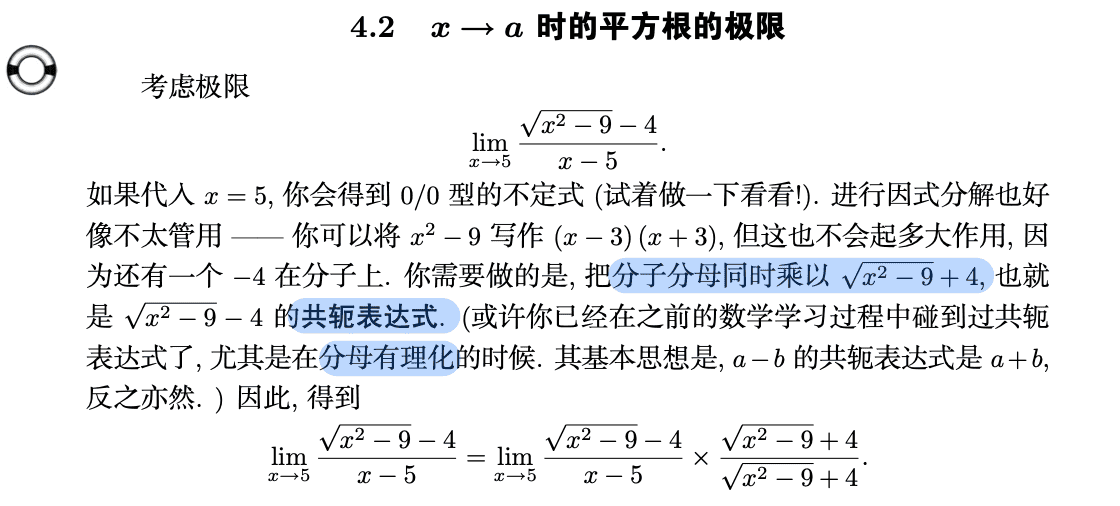 4.2 x → a 时的平方根的极限
考虑极限
lim_{x→5} \frac{\sqrt{x^2 − 9} − 4}{x − 5}.
如果代入 x = 5, 你会得到 0/0 型的不定式 (试着做一下看看!). 进行因式分解也好
像不太管用 —— 你可以将 x² − 9 写作 (x − 3) (x + 3), 但这也不会起多大作用, 因
为还有一个 −4 在分子上. 你需要做的是, 把分子分母同时乘以 \sqrt{x² − 9} + 4, 也就
是 \sqrt{x² − 9} − 4 的共轭表达式. (或许你已经在之前的数学学习过程中碰到过共轭
表达式了, 尤其是在分母有理化的时候. 其基本思想是, a − b 的共轭表达式是 a + b,
反之亦然. ) 因此, 得到
lim_{x→5} \frac{\sqrt{x^2 − 9} − 4}{x − 5} = lim_{x→5} \frac{\sqrt{x^2 − 9} − 4}{x − 5} × \frac{\sqrt{x^2 − 9} + 4}{\sqrt{x^2 − 9} + 4}.